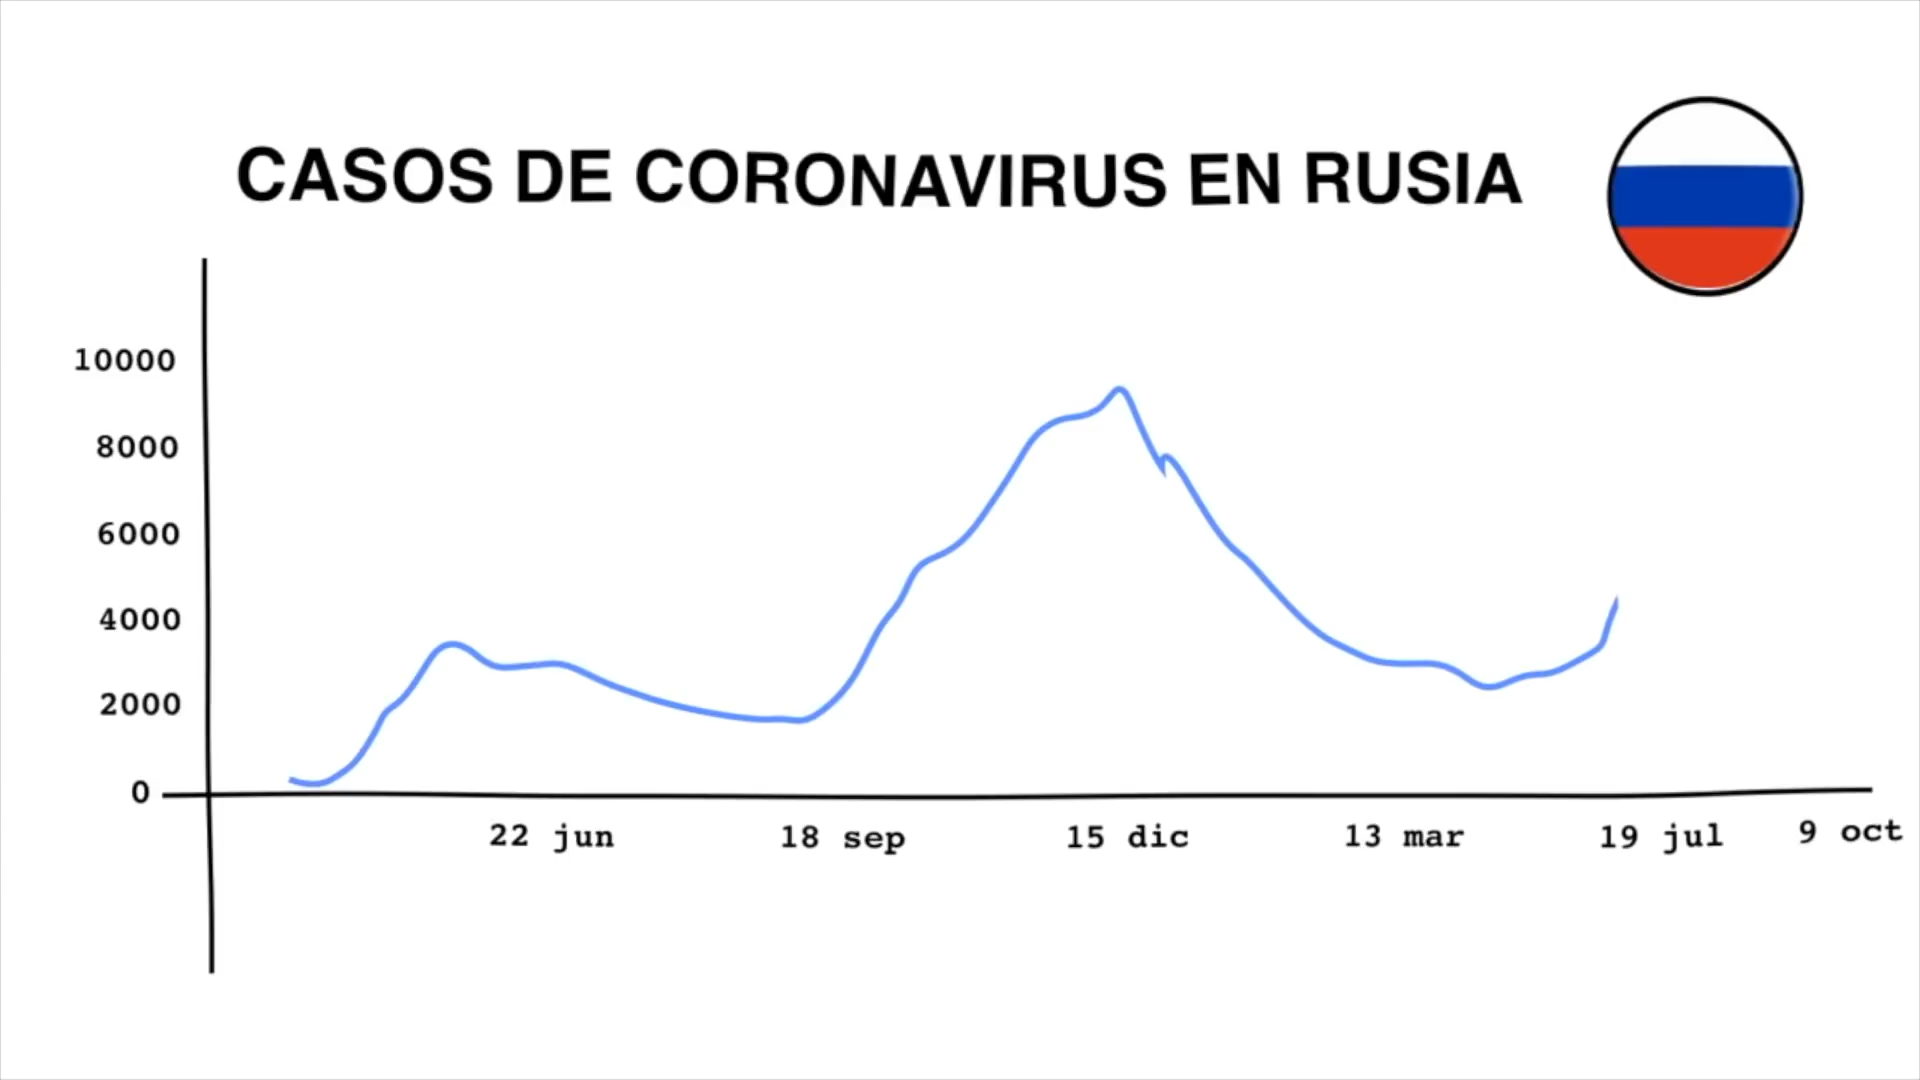 CASOS DE CORONAVIRUS EN RUSIA
10000
8000
6000
4000
2000
0
22 jun
18 sep
15 dic
13 mar
19 jul
9 oct